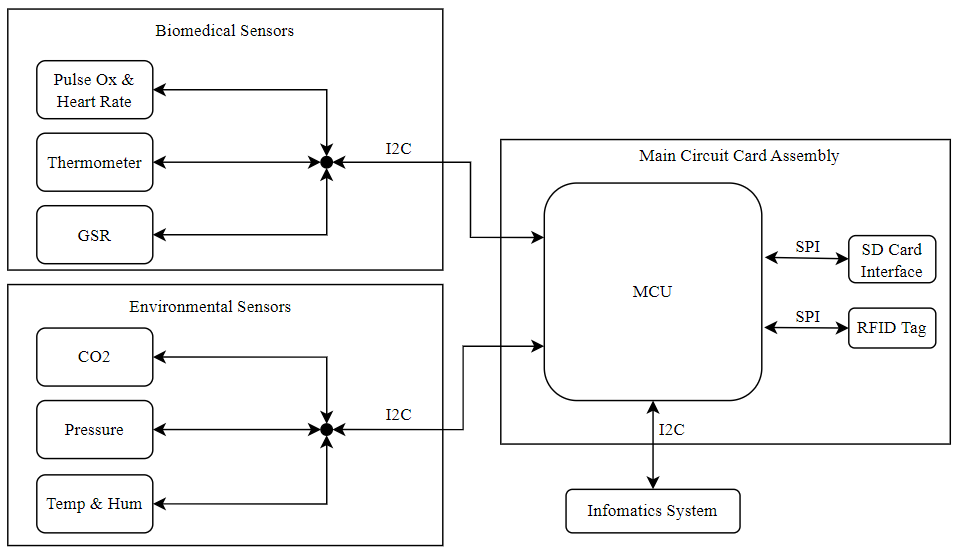 Biomedical Sensors
Pulse Ox &
Heart Rate
Thermometer
GSR
I2C
Environmental Sensors
CO2
Pressure
Temp & Hum
I2C
Main Circuit Card Assembly
MCU
SPI
SD Card
Interface
SPI
RFID Tag
I2C
Infomatics System